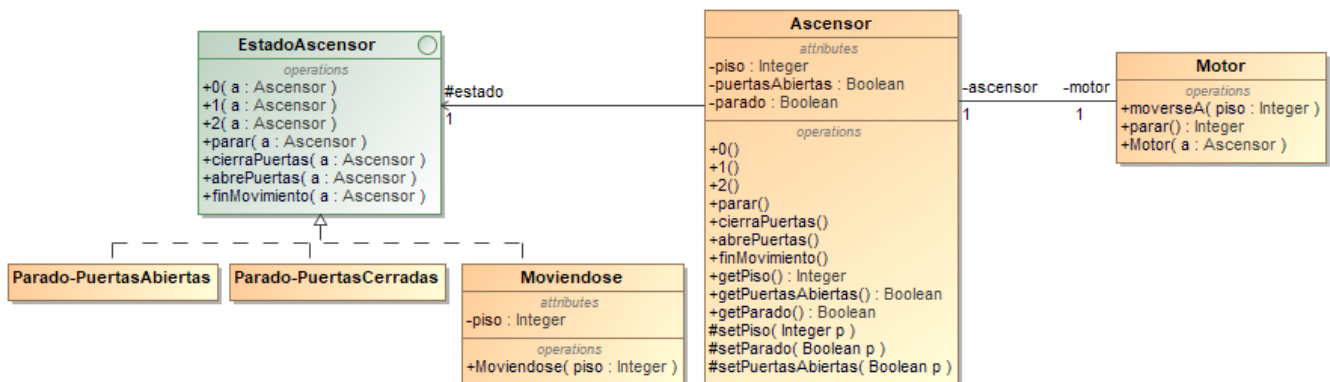 EstadoAscensor
operations
+0( a : Ascensor )
+1( a : Ascensor )
+2( a : Ascensor )
+parar( a : Ascensor )
+cierraPuertas( a : Ascensor )
+abrePuertas( a : Ascensor )
+finMovimiento( a : Ascensor )
#estado
1
Ascensor
attributes
-piso : Integer
-puertasAbiertas : Boolean
-parado : Boolean
operations
+0()
+1()
+2()
+parar()
+cierraPuertas()
+abrePuertas()
+finMovimiento()
+getPiso() : Integer
+getPuertasAbiertas() : Boolean
+getParado() : Boolean
#setPiso( Integer p )
#setParado( Boolean p )
#setPuertasAbiertas( Boolean p )
-ascensor
1
-motor
1
Motor
operations
+moverseA( piso : Integer )
+parar() : Integer
+Motor( a : Ascensor )
Parado-PuertasAbiertas
Parado-PuertasCerradas
Moviendose
attributes
-piso : Integer
operations
+Moviendose( piso : Integer )